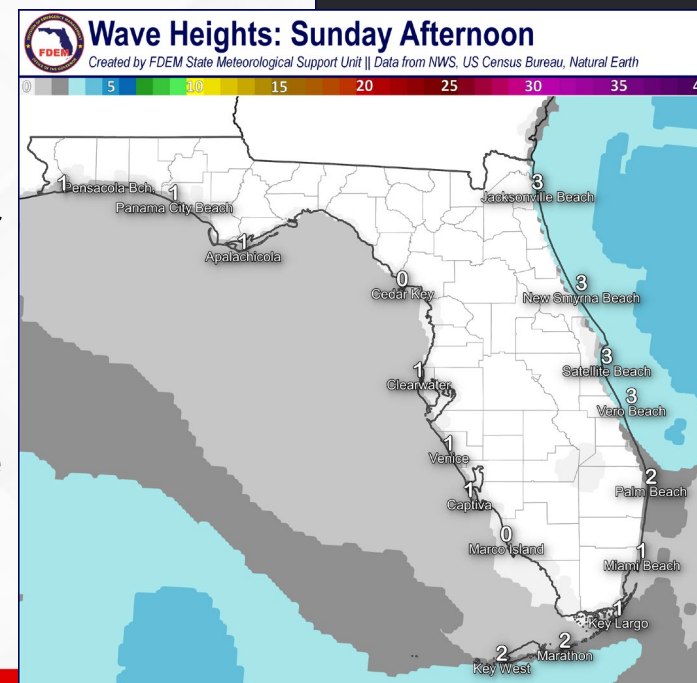 FDEM
Wave Heights: Sunday Afternoon
Created by FDEM State Meteorological Support Unit || Data from NWS, US Census Bureau, Natural Earth
0 5 10 15 20 25 30 35 4
1
Pensacola Bch.
1
Panama City Beach
1
Apalachicola
3
Jacksonville Beach
0
Cedar Key
3
New Smyrna Beach
1
Clearwater
3
Satellite Beach
3
Vero Beach
1
Venice
1
Captiva
2
Palm Beach
0
Marco Island
1
Miami Beach
1
Key Largo
2
Marathon
2
Key West